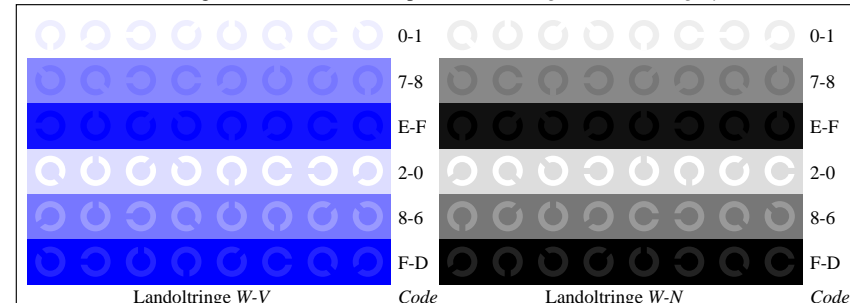 0-1 0-1
7-8 7-8
E-F E-F
2-0 2-0
8-6 8-6
F-D F-D
Landoltringe W-V Code Landoltringe W-N Code